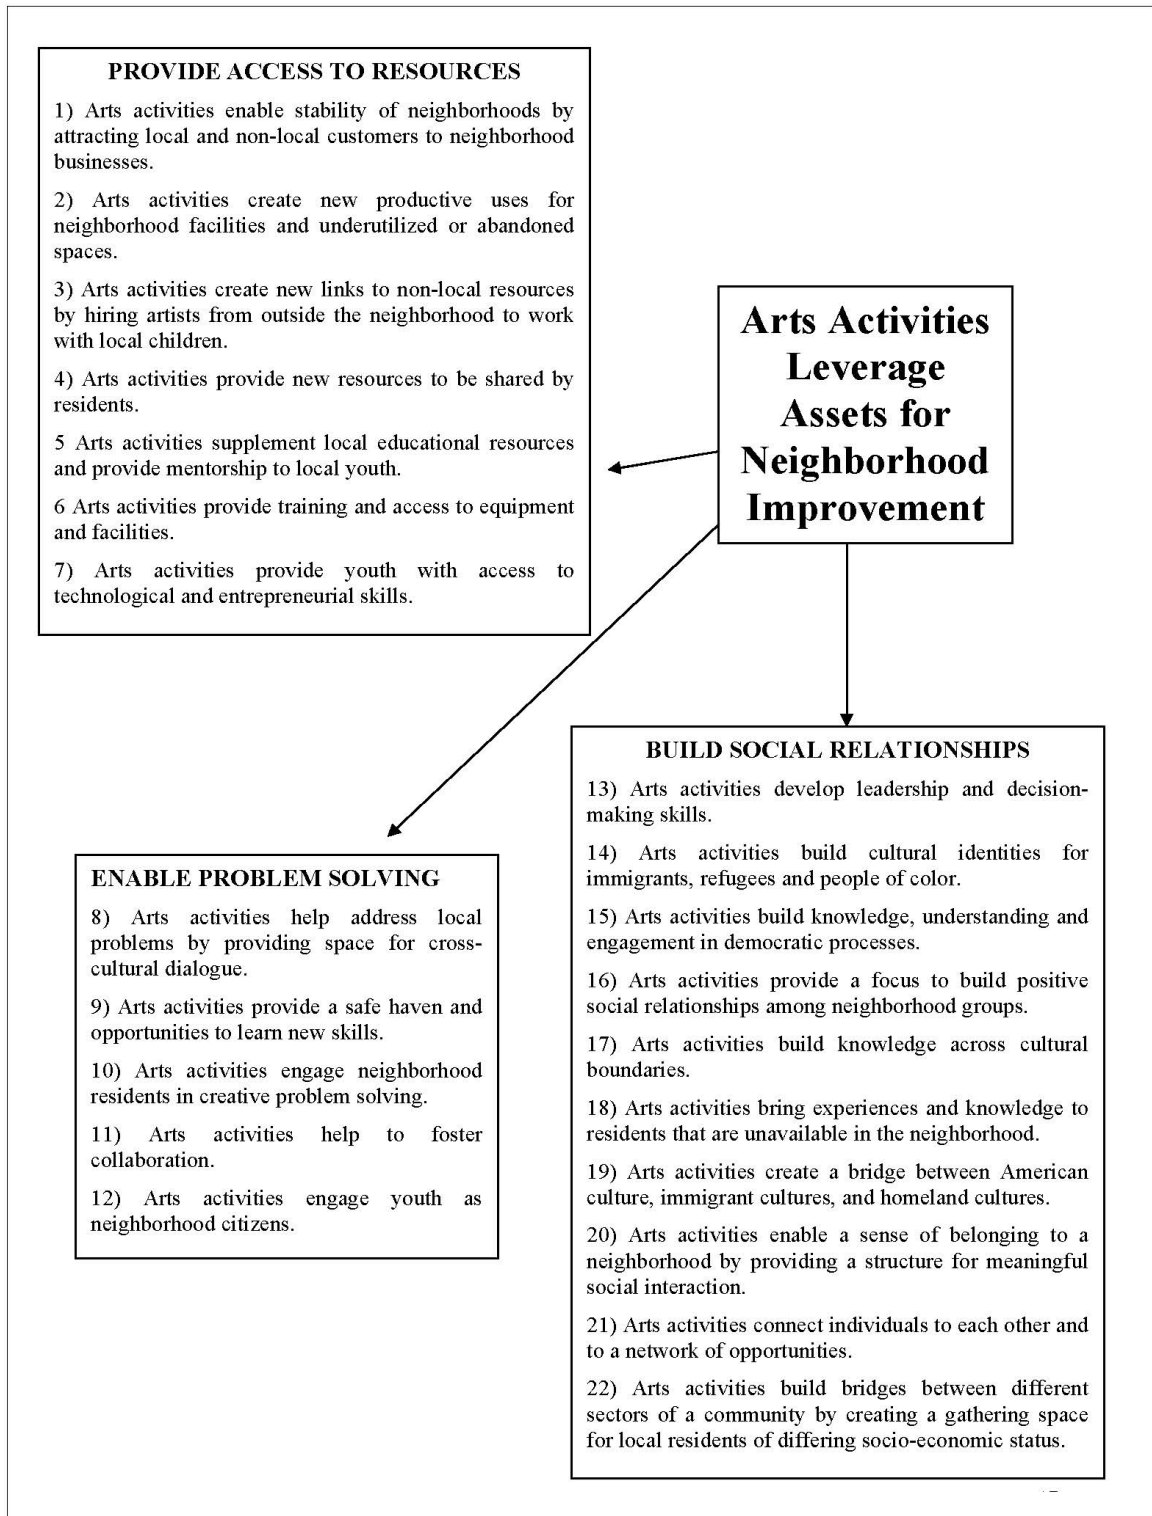 PROVIDE ACCESS TO RESOURCES
1) Arts activities enable stability of neighborhoods by
attracting local and non-local customers to neighborhood
businesses.
2) Arts activities create new productive uses for
neighborhood facilities and underutilized or abandoned
spaces.
3) Arts activities create new links to non-local resources
by hiring artists from outside the neighborhood to work
with local children.
4) Arts activities provide new resources to be shared by
residents.
5 Arts activities supplement local educational resources
and provide mentorship to local youth.
6 Arts activities provide training and access to equipment
and facilities.
7) Arts activities provide youth with access to
technological and entrepreneurial skills.
Arts Activities
Leverage
Assets for
Neighborhood
Improvement
ENABLE PROBLEM SOLVING
8) Arts activities help address local
problems by providing space for cross-
cultural dialogue.
9) Arts activities provide a safe haven and
opportunities to learn new skills.
10) Arts activities engage neighborhood
residents in creative problem solving.
11) Arts activities help to foster
collaboration.
12) Arts activities engage youth as
neighborhood citizens.
BUILD SOCIAL RELATIONSHIPS
13) Arts activities develop leadership and decision-
making skills.
14) Arts activities build cultural identities for
immigrants, refugees and people of color.
15) Arts activities build knowledge, understanding and
engagement in democratic processes.
16) Arts activities provide a focus to build positive
social relationships among neighborhood groups.
17) Arts activities build knowledge across cultural
boundaries.
18) Arts activities bring experiences and knowledge to
residents that are unavailable in the neighborhood.
19) Arts activities create a bridge between American
culture, immigrant cultures, and homeland cultures.
20) Arts activities enable a sense of belonging to a
neighborhood by providing a structure for meaningful
social interaction.
21) Arts activities connect individuals to each other and
to a network of opportunities.
22) Arts activities build bridges between different
sectors of a community by creating a gathering space
for local residents of differing socio-economic status.